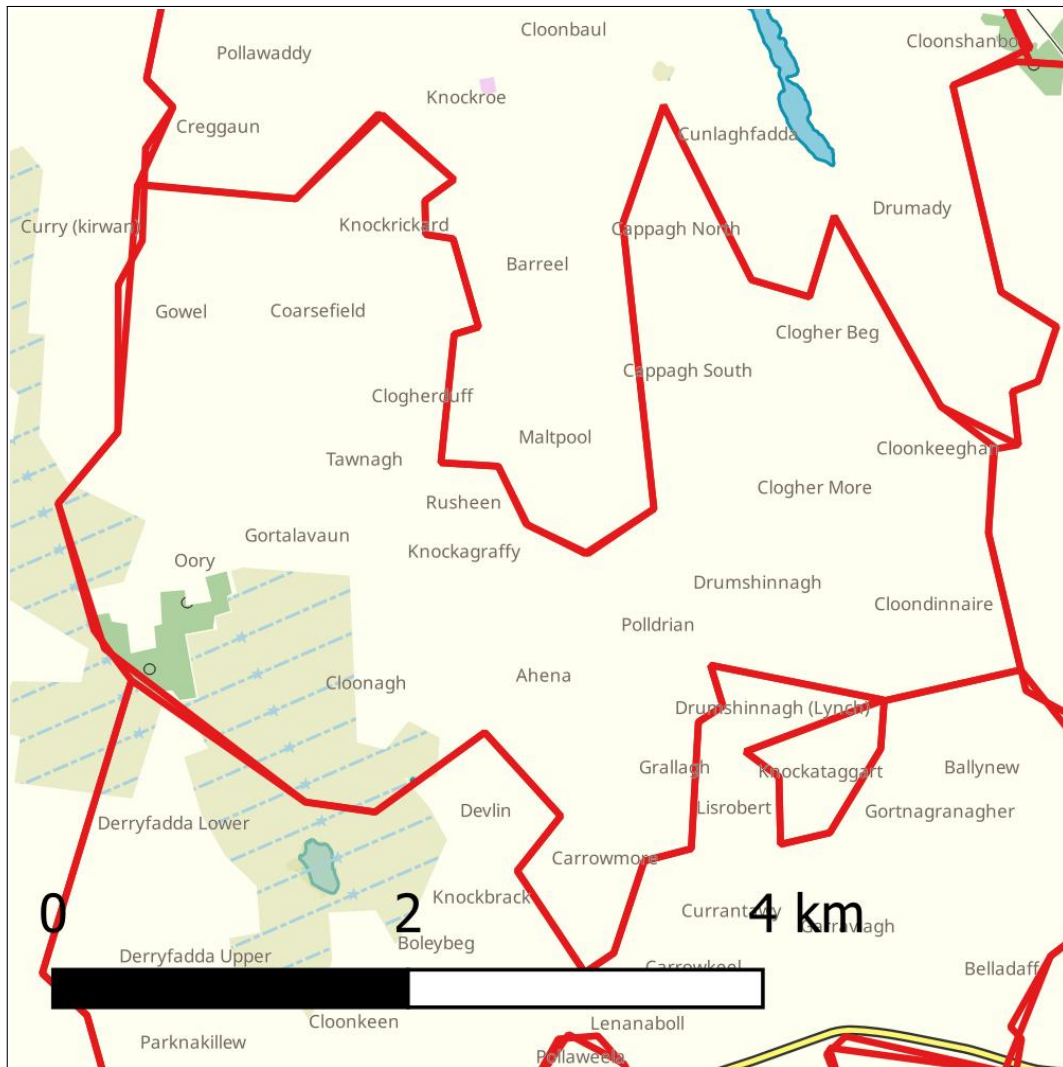 Cloonbaul
Cloonshanbo
Pollawaddy
Knockroe
Creggaun
Cunlaghfadda
Drumady
Curry (kirwan)
Knockrickard
Cappagh North
Barreel
Gowel
Coarsefield
Clogher Beg
Cappagh South
Clogherduff
Maltpool
Cloonkeeghan
Tawnagh
Clogher More
Rusheen
Gortalavaun
Knockagraffy
Oory
Drumshinnagh
Cloondinnaire
Polldrian
Ahena
Cloonagh
Drumshinnagh (Lynch)
Grallagh
Knockataggart
Ballynew
Devlin
Lisrobert
Gortnagranagher
Derryfadda Lower
Carrowmore
Knockbrack
0 2 4 km
Boleybeg
Derryfadda Upper
Carrowkeel
Belladaff
Cloonkeen
Lenanaboll
Parknakillew
Pollaweela